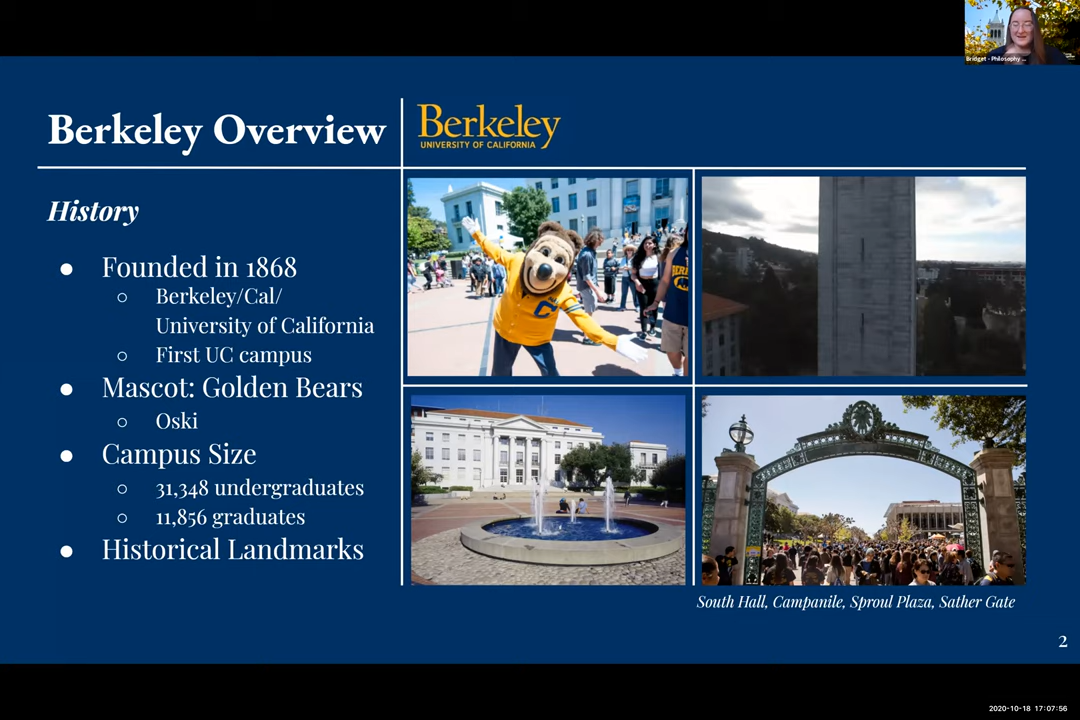 Bridget - Philosophy ...
Berkeley Overview
Berkeley
UNIVERSITY OF CALIFORNIA
History
● Founded in 1868
○ Berkeley/Cal/
University of California
○ First UC campus
● Mascot: Golden Bears
○ Oski
● Campus Size
○ 31,348 undergraduates
○ 11,856 graduates
● Historical Landmarks
C
South Hall, Campanile, Sproul Plaza, Sather Gate
2
2020-10-18 17:07:56